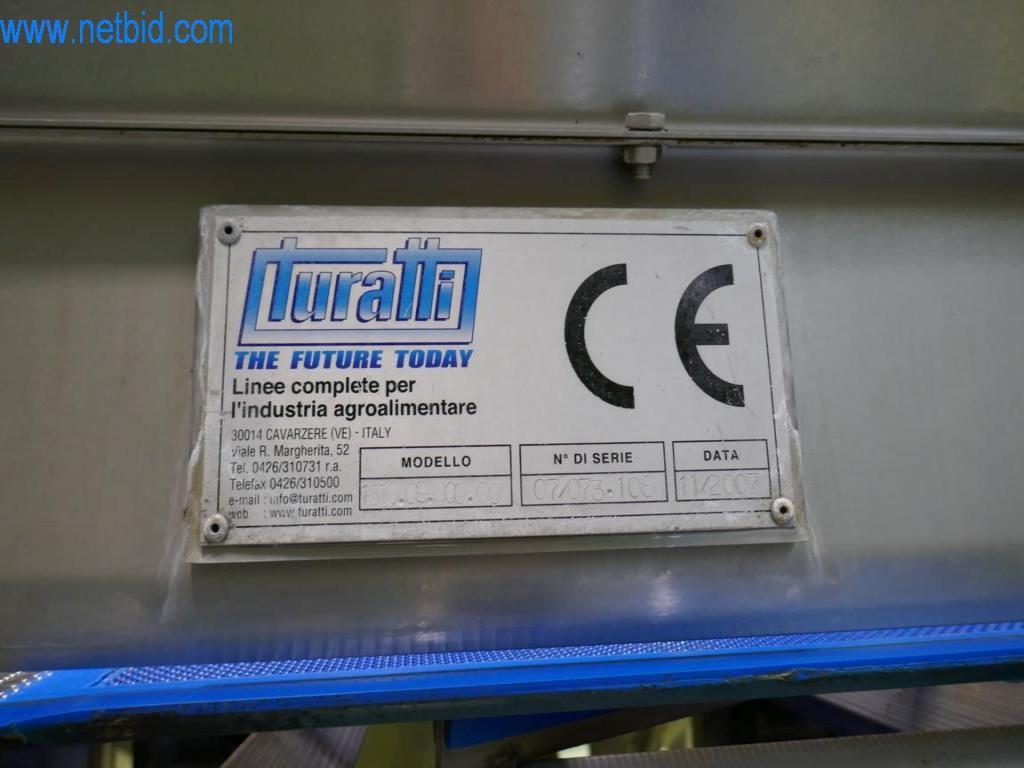 www.netbid.com
turatti
THE FUTURE TODAY
Linee complete per
l'industria agroalimentare
30014 CAVARZERE (VE) - ITALY
Viale R. Margherita, 52
Tel. 0426/310731 r.a.
Telefax 0426/310500
e-mail : info@turatti.com
web : www.turatti.com
MODELLO
N° DI SERIE
07/073.108
DATA
11/2007
CE